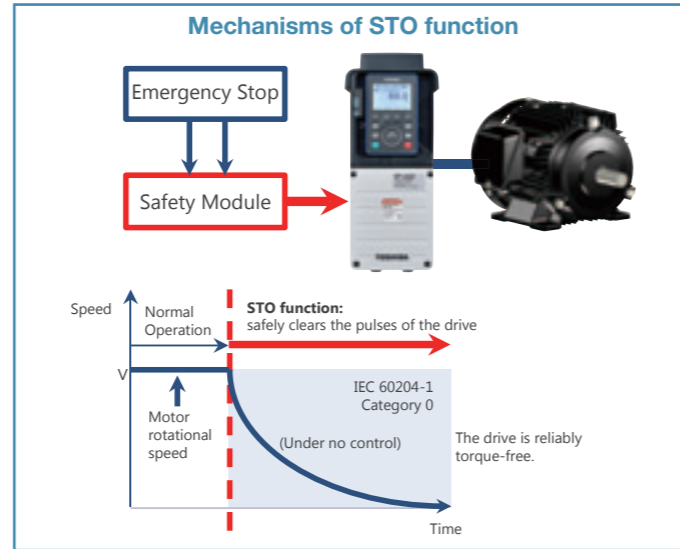 Mechanisms of STO function
Emergency Stop
Safety Module
TOSHIBA
Speed
Normal
Operation
STO function:
safely clears the pulses of the drive
V
Motor
rotational
speed
IEC 60204-1
Category 0
(Under no control)
The drive is reliably
torque-free.
Time